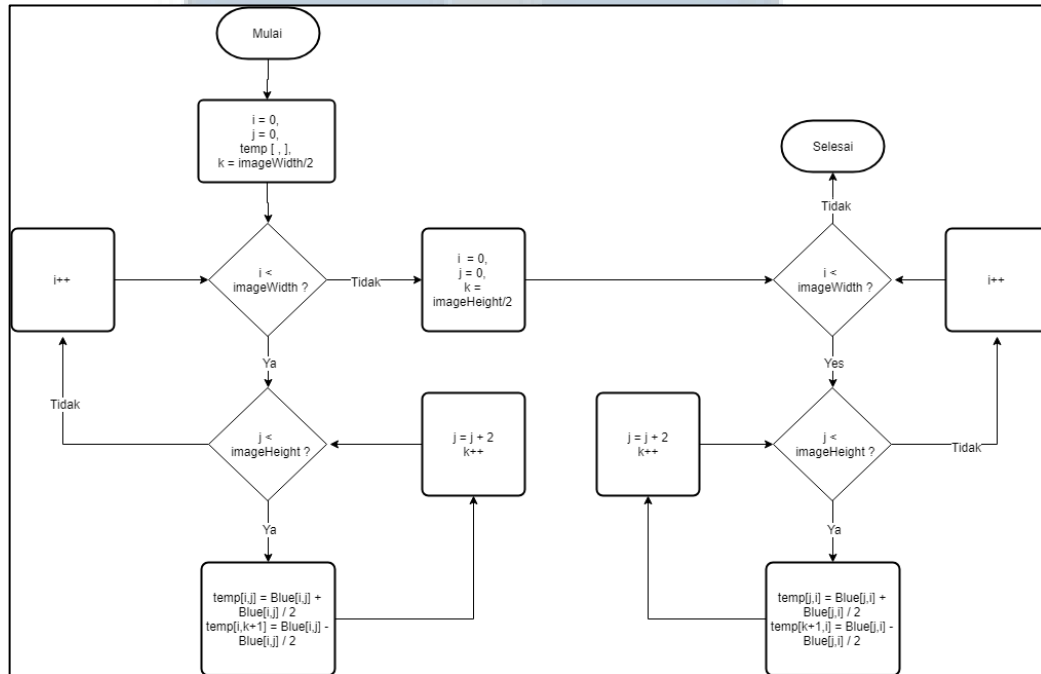 Mulai
i = 0,
j = 0,
temp [ , ],
k = imageWidth/2
i++
i <
imageWidth ?
Tidak
i = 0,
j = 0,
k =
imageHeight/2
Ya
j <
imageHeight ?
Tidak
j = j + 2
k++
Ya
temp[i,j] = Blue[i,j] +
Blue[i,j] / 2
temp[i,k+1] = Blue[i,j] -
Blue[i,j] / 2
Selesai
Tidak
i <
imageWidth ?
i++
Yes
j = j + 2
k++
j <
imageHeight ?
Tidak
Ya
temp[j,i] = Blue[j,i] +
Blue[j,i] / 2
temp[k+1,i] = Blue[j,i] -
Blue[j,i] / 2